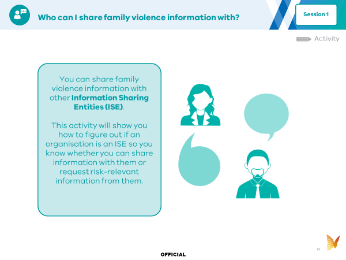 Who can I share family violence information with?
Session 1
Activity
You can share family
violence information with
other Information Sharing
Entities (ISE).
This activity will show you
how to figure out if an
organisation is an ISE so you
know whether you can share
information with them or
request risk-relevant
information from them.
OFFICIAL